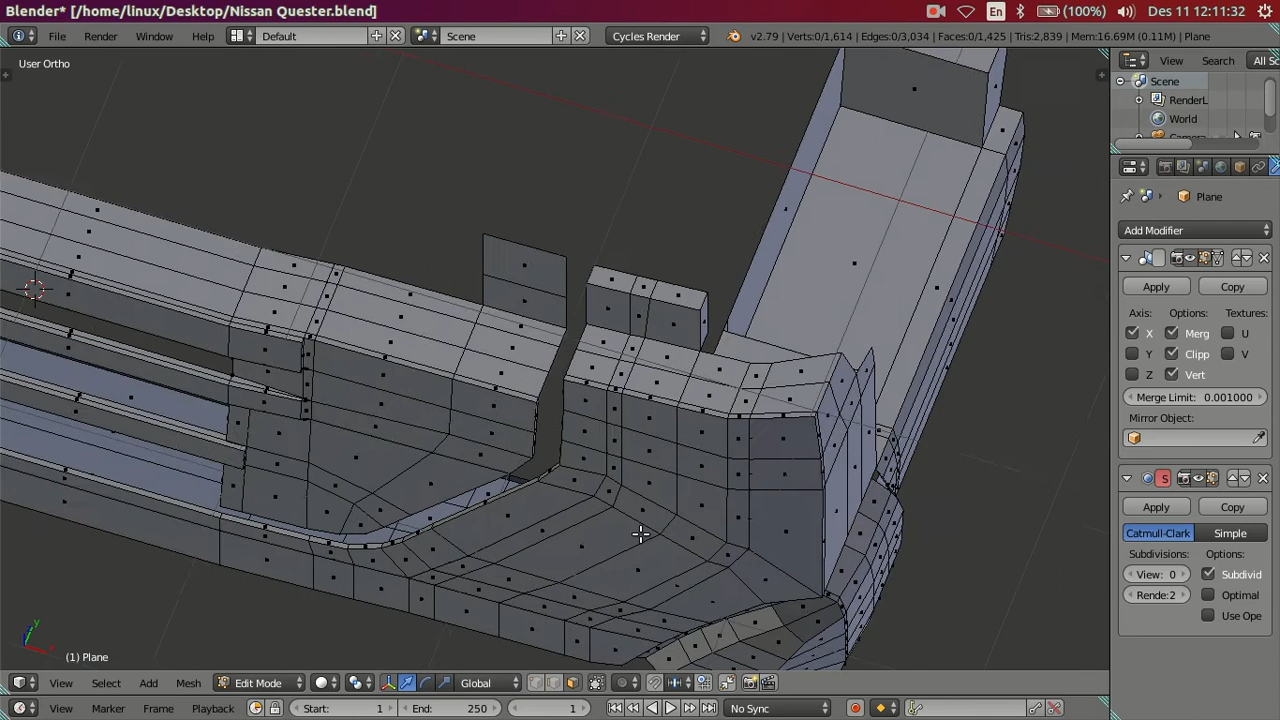 Blender* [/home/linux/Desktop/Nissan Quester.blend]
En
(100%)
Des 11 12:11:32
File
Render
Window
Help
Default
Scene
Cycles Render
v2.79 | Verts:0/1,614 | Edges:0/3,034 | Faces:0/1,425 | Tris:2,839 | Mem:16.69M (0.11M) | Plane
User Ortho
View
Search
All Sc
Scene
RenderL
World
Plane
Add Modifier
Apply
Copy
Axis:
Options:
Textures:
X
Merg
U
Y
Clipp
V
Z
Vert
Merge Limit: 0.001000
Mirror Object:
S
Apply
Copy
Catmull-Clark
Simple
Subdivisions:
Options:
View: 0
Subdivid
Rende:2
Optimal
Use Ope
y
x
(1) Plane
View
Select
Add
Mesh
Edit Mode
Global
View
Marker
Frame
Playback
Start: 1
End: 250
1
No Sync